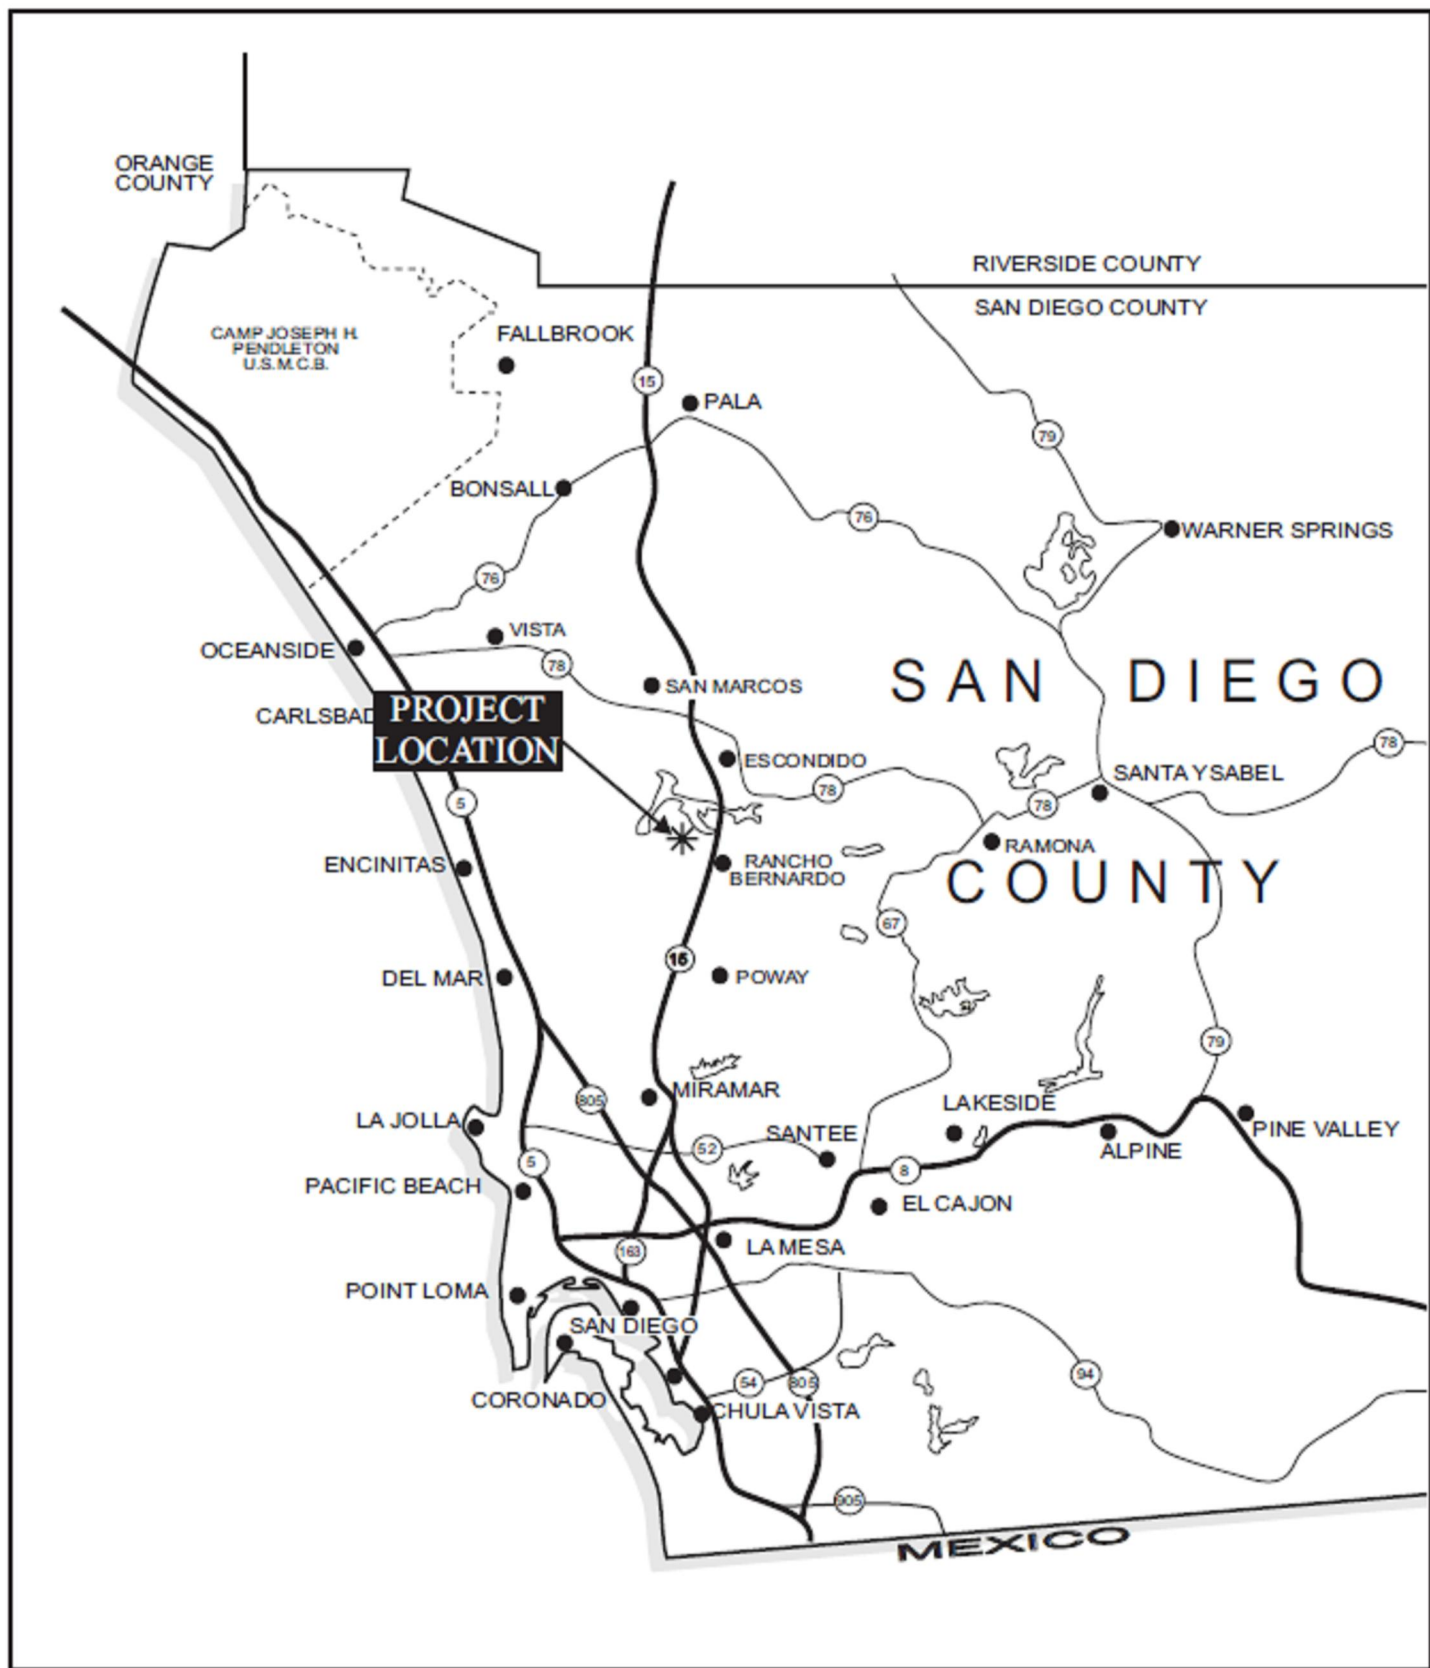 ORANGE
COUNTY
RIVERSIDE COUNTY
SAN DIEGO COUNTY
CAMP JOSEPH H.
PENDLETON
U.S.M.C.B.
FALLBROOK
15
PALA
79
BONSALL
76
WARNER SPRINGS
76
VISTA
OCEANSIDE
78
SAN MARCOS
SAN DIEGO
CARLSBAD
PROJECT
LOCATION
78
ESCONDIDO
SANTA YSABEL
78
78
5
RAMONA
ENCINITAS
RANCHO
BERNARDO
COUNTY
67
15
DEL MAR
POWAY
79
MIRAMAR
805
LAKESIDE
LA JOLLA
SANTEE
PINE VALLEY
52
ALPINE
5
8
PACIFIC BEACH
EL CAJON
LA MESA
163
POINT LOMA
SAN DIEGO
94
54
805
CORONADO
CHULA VISTA
905
MEXICO